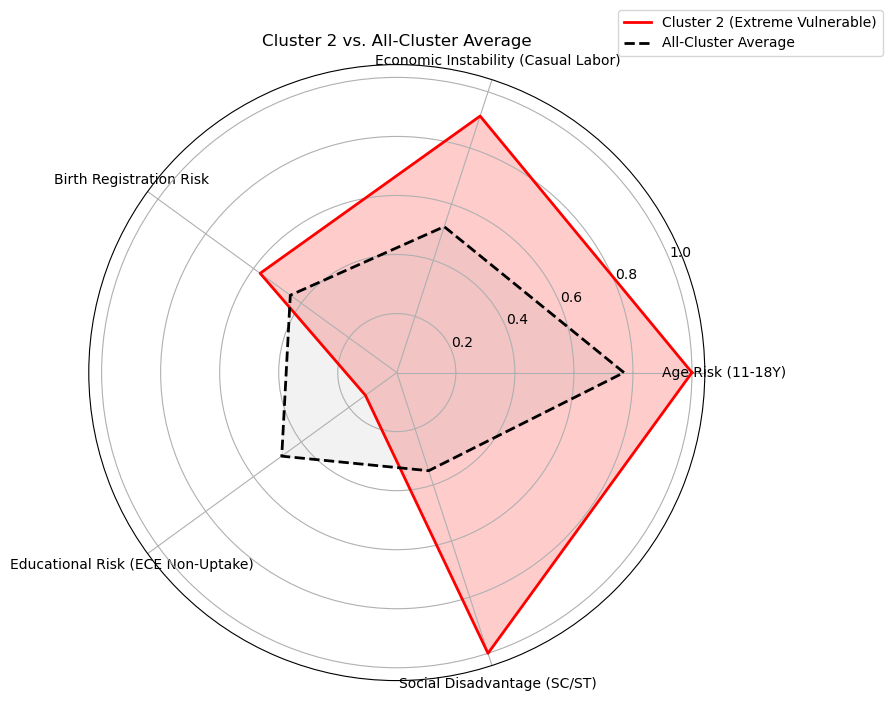 Cluster 2 (Extreme Vulnerable)
All-Cluster Average
Cluster 2 vs. All-Cluster Average
Economic Instability (Casual Labor)
Birth Registration Risk
1.0
0.8
0.6
0.4
0.2
Age Risk (11-18Y)
Educational Risk (ECE Non-Uptake)
Social Disadvantage (SC/ST)